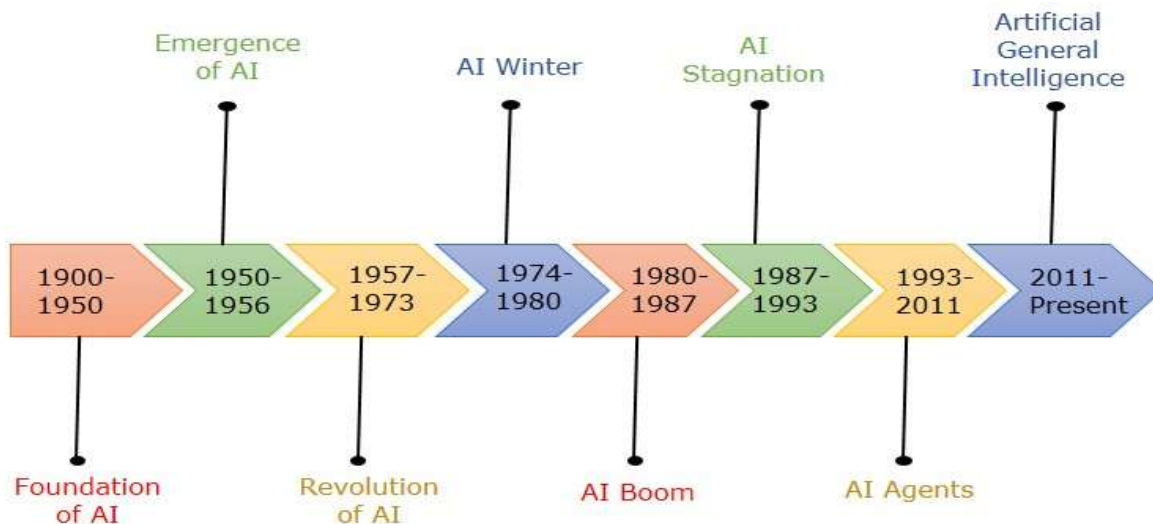 Emergence
of AI
AI Winter
AI
Stagnation
Artificial
General
Intelligence
1900-
1950
1950-
1956
1957-
1973
1974-
1980
1980-
1987
1987-
1993
1993-
2011
2011-
Present
Foundation
of AI
Revolution
of AI
AI Boom
AI Agents